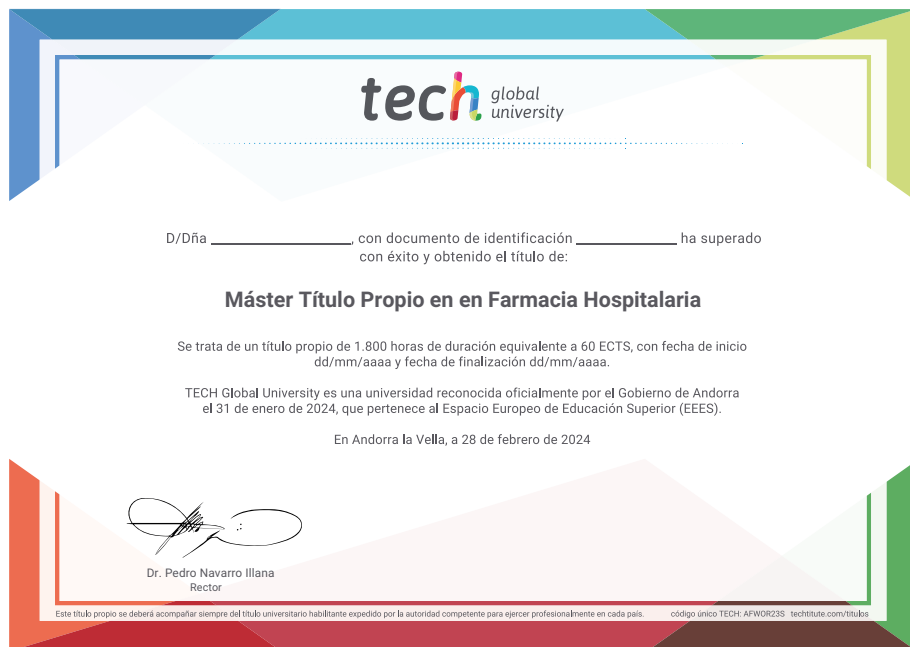 tech global
university
D/Dña ______________, con documento de identificación __________ ha superado
con éxito y obtenido el título de:
Máster Título Propio en en Farmacia Hospitalaria
Se trata de un título propio de 1.800 horas de duración equivalente a 60 ECTS, con fecha de inicio
dd/mm/aaaa y fecha de finalización dd/mm/aaaa.
TECH Global University es una universidad reconocida oficialmente por el Gobierno de Andorra
el 31 de enero de 2024, que pertenece al Espacio Europeo de Educación Superior (EEES).
En Andorra la Vella, a 28 de febrero de 2024
Dr. Pedro Navarro Illana
Rector
Este título propio se deberá acompañar siempre del título universitario habilitante expedido por la autoridad competente para ejercer profesionalmente en cada país. código único TECH: AFWOR23S techtitute.com/titulos